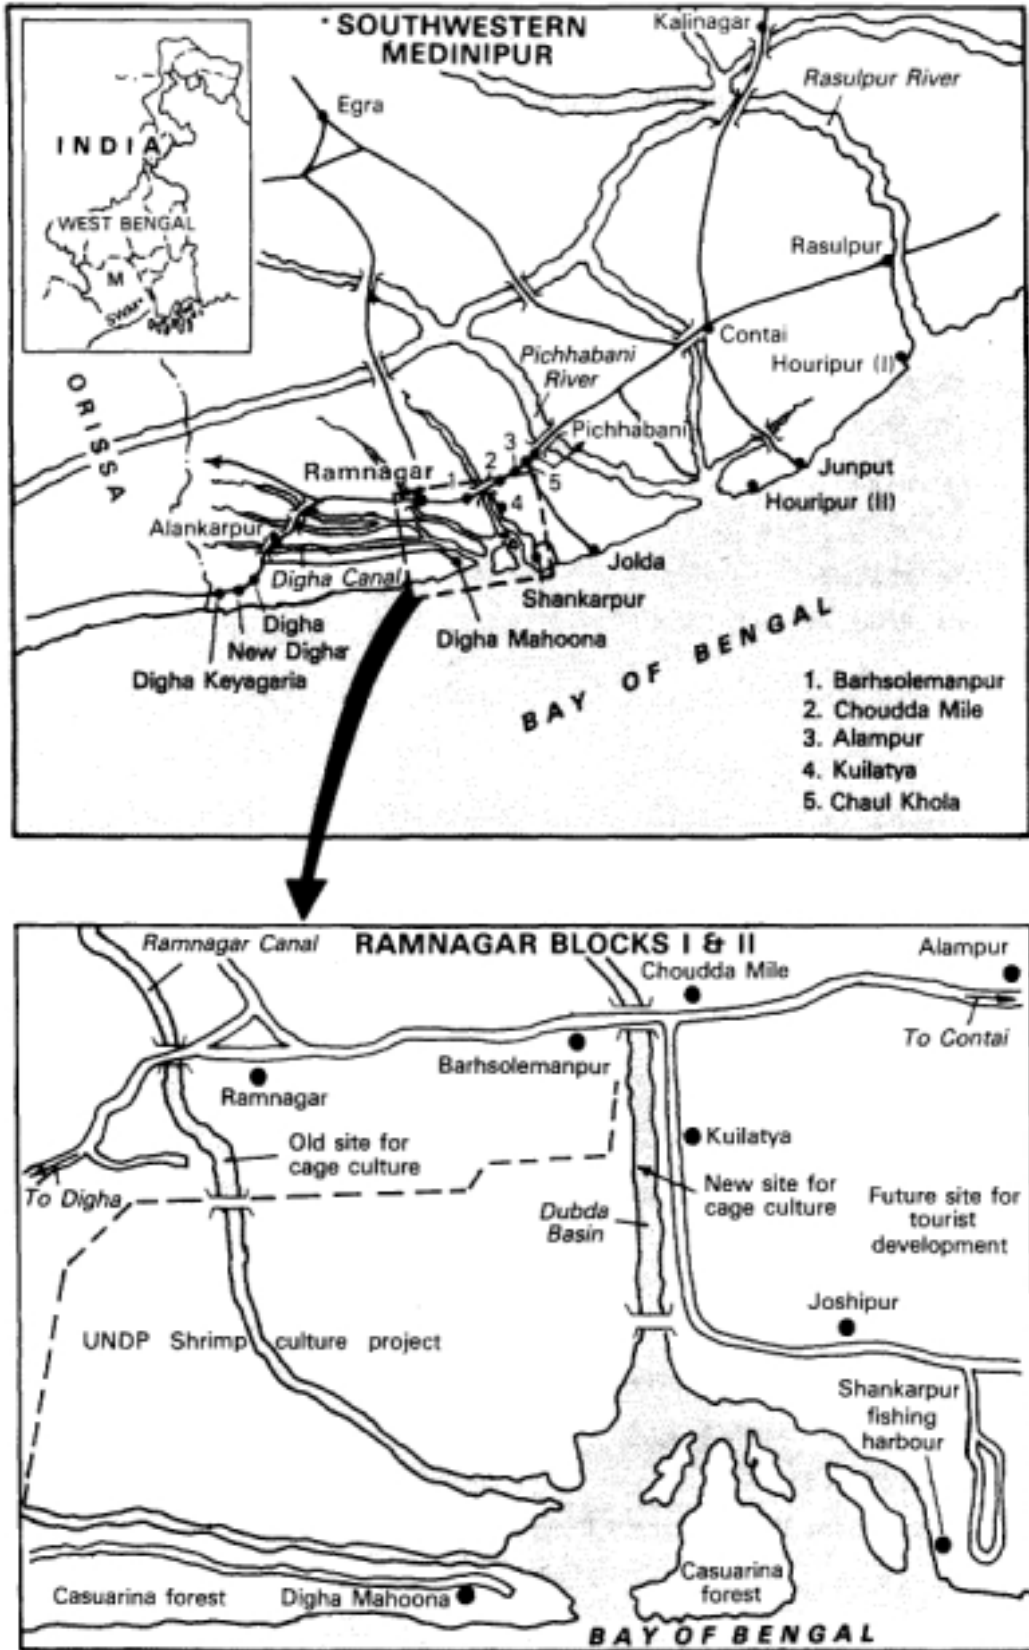 SOUTHWESTERN
MEDINIPUR
Kalinagar
Rasulpur River
Egra
INDIA
WEST BENGAL
M
Rasulpur
Contai
Houripur (I)
Pichhabani
River
ORISSA
Pichhabani
3
2
1
5
4
Ramnagar
Junput
Houripur (II)
Alankarpur
Digha Canal
Jolda
Shankarpur
Digha
New Digha
Digha Mahoona
Digha Keyagaria
BAY OF BENGAL
1. Barhsolemanpur
2. Choudda Mile
3. Alampur
4. Kuilatya
5. Chaul Khola
Ramnagar Canal
RAMNAGAR BLOCKS I & II
Alampur
Choudda Mile
To Contai
Barhsolemanpur
Ramnagar
Kuilatya
Old site for
cage culture
To Digha
New site for
cage culture
Dubda
Basin
Future site for
tourist
development
Joshipur
UNDP Shrimp culture project
Shankarpur
fishing
harbour
Casuarina
forest
Casuarina forest
Digha Mahoona
BAY OF BENGAL